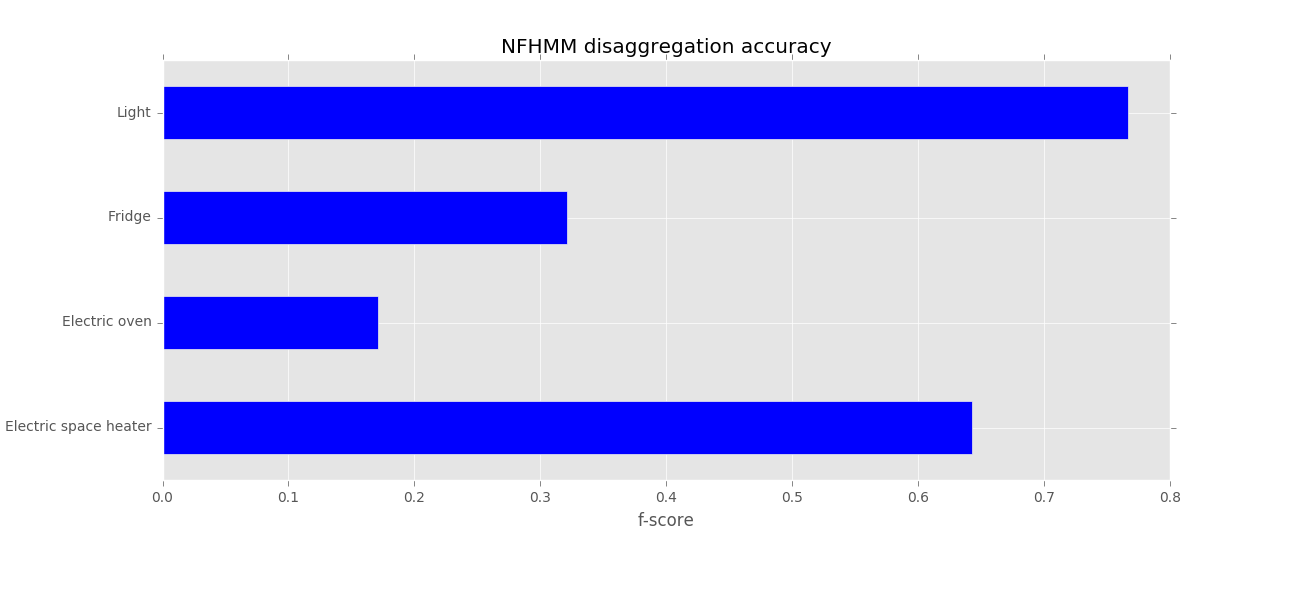 NFHMM disaggregation accuracy
Light
Fridge
Electric oven
Electric space heater
0.0 0.1 0.2 0.3 0.4 0.5 0.6 0.7 0.8
f-score